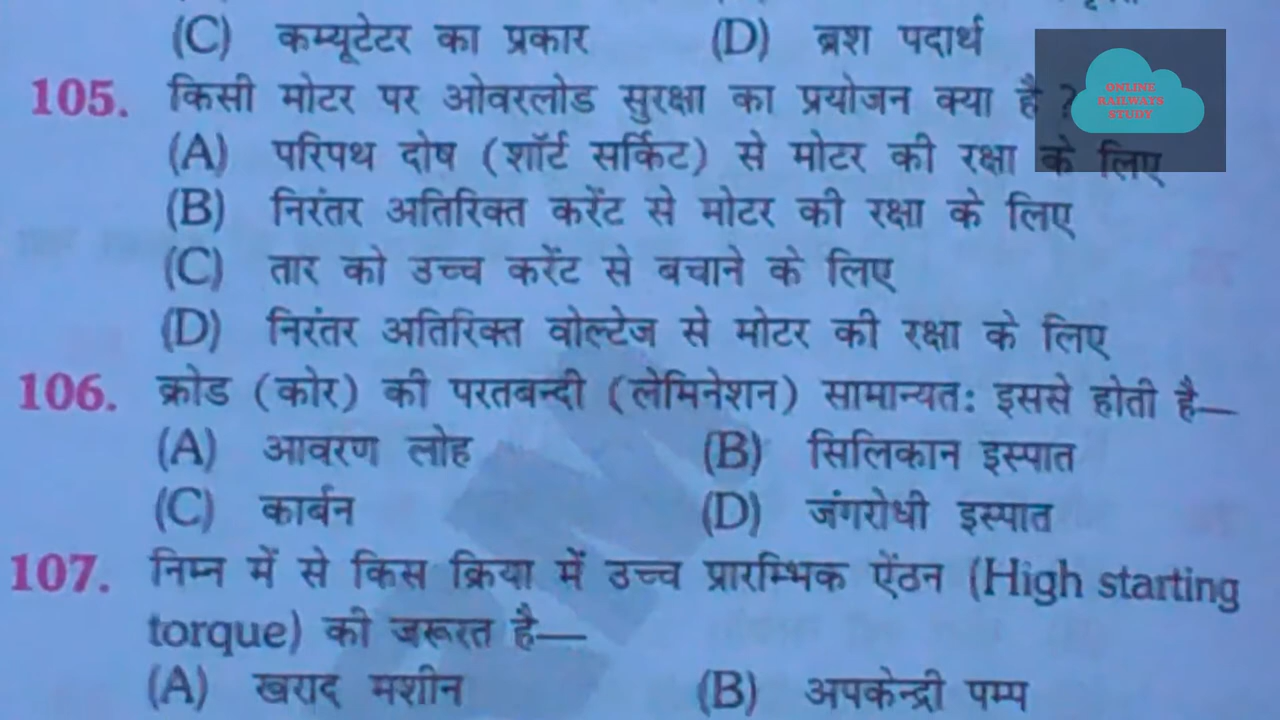 (C) कम्यूटेटर का प्रकार (D) ब्रश पदार्थ
105. किसी मोटर पर ओवरलोड सुरक्षा का प्रयोजन क्या है ?
ONLINE
RAILWAYS
STUDY
(A) परिपथ दोष (शॉर्ट सर्किट) से मोटर की रक्षा के लिए
(B) निरंतर अतिरिक्त करेंट से मोटर की रक्षा के लिए
(C) तार को उच्च करेंट से बचाने के लिए
(D) निरंतर अतिरिक्त वोल्टेज से मोटर की रक्षा के लिए
106. क्रोड (कोर) की परतबन्दी (लेमिनेशन) सामान्यत: इससे होती है—
(A) आवरण लोह (B) सिलिकान इस्पात
(C) कार्बन (D) जंगरोधी इस्पात
107. निम्न में से किस क्रिया में उच्च प्रारम्भिक ऐंठन (High starting
torque) की जरूरत है—
(A) खराद मशीन (B) अपकेन्द्री पम्प